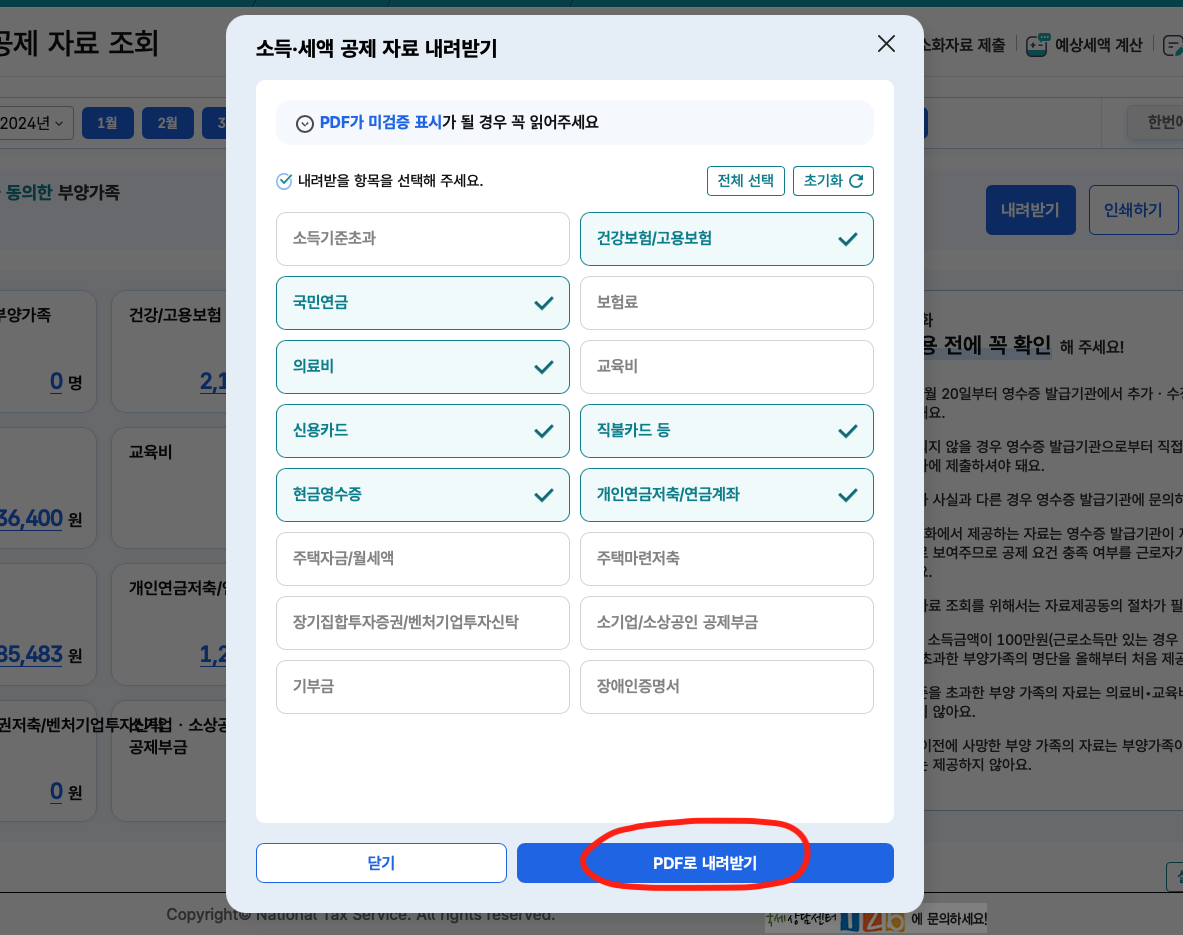 공제 자료 조회
소화자료 제출
예상세액 계산
2024년
1월
2월
3
한번에
동의한 부양가족
내려받기
인쇄하기
소득·세액 공제 자료 내려받기
PDF가 미검증 표시가 될 경우 꼭 읽어주세요
내려받을 항목을 선택해 주세요.
전체 선택
초기화
소득기준초과
건강보험/고용보험
국민연금
보험료
의료비
교육비
신용카드
직불카드 등
현금영수증
개인연금저축/연금계좌
주택자금/월세액
주택마련저축
장기집합투자증권/벤처기업투자신탁
소기업/소상공인 공제부금
기부금
장애인증명서
닫기
PDF로 내려받기
부양가족
0 명
건강/고용보험
2,1
36,400 원
교육비
85,483 원
개인연금저축/
1,2
권저축/벤처기업투자신탁
0 원
소기업 · 소상공
공제부금
화
용 전에 꼭 확인 해 주세요!
월 20일부터 영수증 발급기관에서 추가 · 수정
해요.
지 않을 경우 영수증 발급기관으로부터 직접
에 제출하셔야 돼요.
사실과 다른 경우 영수증 발급기관에 문의하
화에서 제공하는 자료는 영수증 발급기관이
보여주므로 공제 요건 충족 여부를 근로자가
요.
료 조회를 위해서는 자료제공동의 절차가 필
소득금액이 100만원(근로소득만 있는 경우
초과한 부양가족의 명단을 올해부터 처음 제공
준을 초과한 부양 가족의 자료는 의료비•교육비
지 않아요.
이전에 사망한 부양 가족의 자료는 부양가족이
는 제공하지 않아요.
Copyright© National Tax Service. All rights reserved.
국세상담센터 126 에 문의하세요!